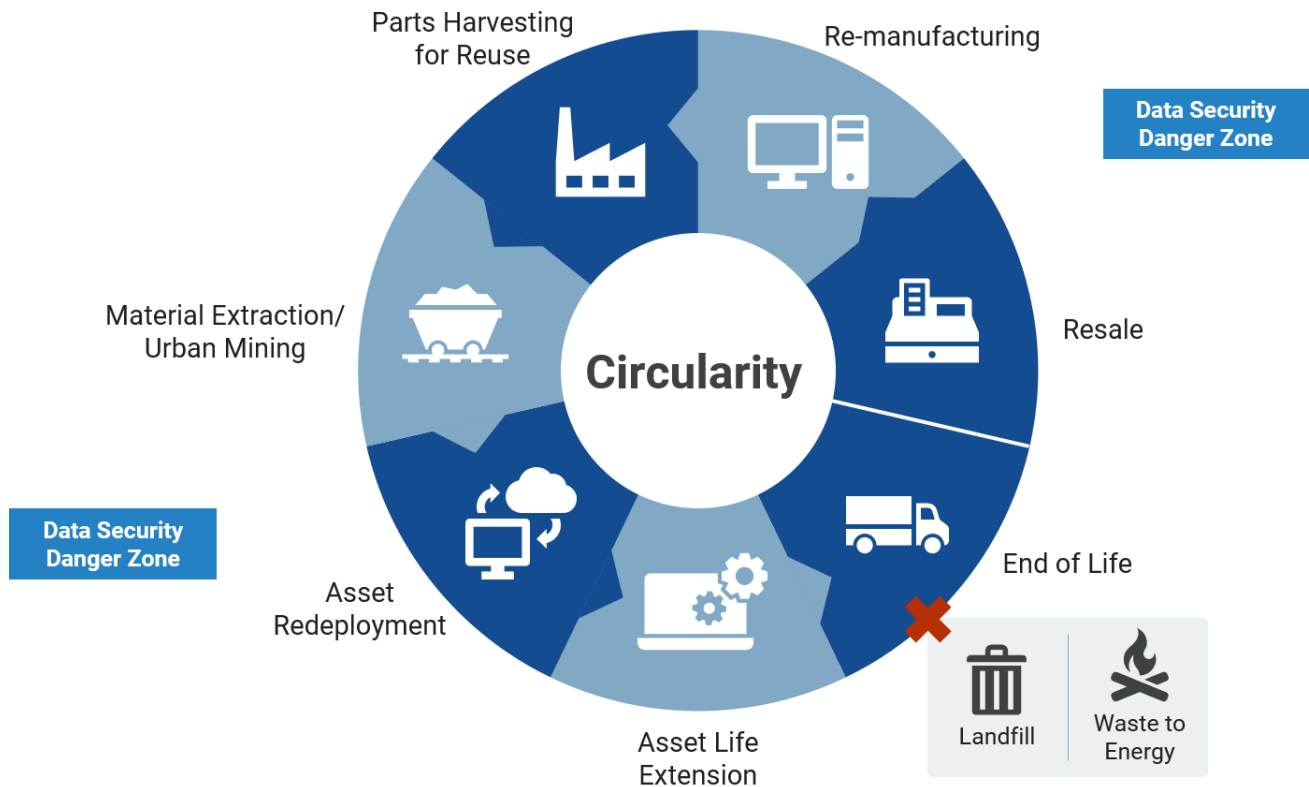 Parts Harvesting
for Reuse
Re-manufacturing
Data Security
Danger Zone
Material Extraction/
Urban Mining
Circularity
Resale
Data Security
Danger Zone
End of Life
Asset
Redeployment
Landfill
Waste to
Energy
Asset Life
Extension